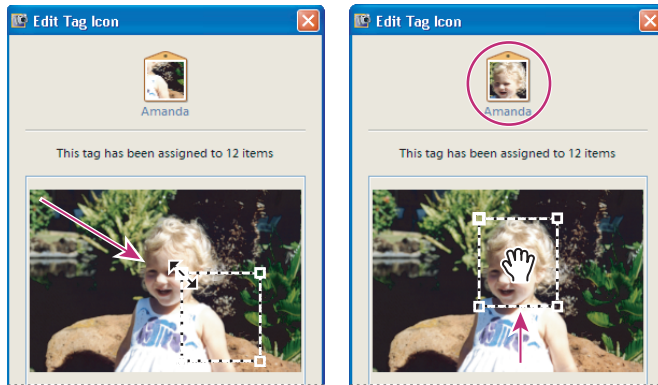 Edit Tag Icon
Amanda
This tag has been assigned to 12 items
Edit Tag Icon
Amanda
This tag has been assigned to 12 items